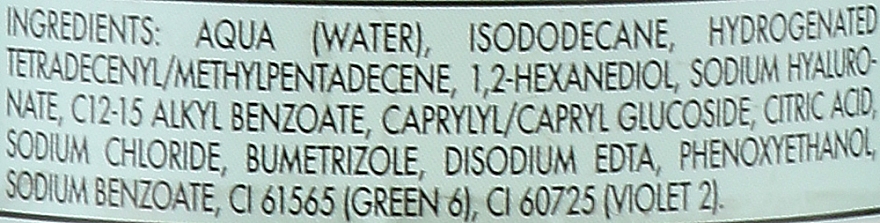 INGREDIENTS: AQUA (WATER), ISODODECANE, HYDROGENATED
TETRADECENYL/METHYLPENTADECENE, 1,2-HEXANEDIOL, SODIUM HYALURO-
NATE, C12-15 ALKYL BENZOATE, CAPRYLYL/CAPRYL GLUCOSIDE, CITRIC ACID,
SODIUM CHLORIDE, BUMETRIZOLE, DISODIUM EDTA, PHENOXYETHANOL,
SODIUM BENZOATE, CI 61565 (GREEN 6), CI 60725 (VIOLET 2).